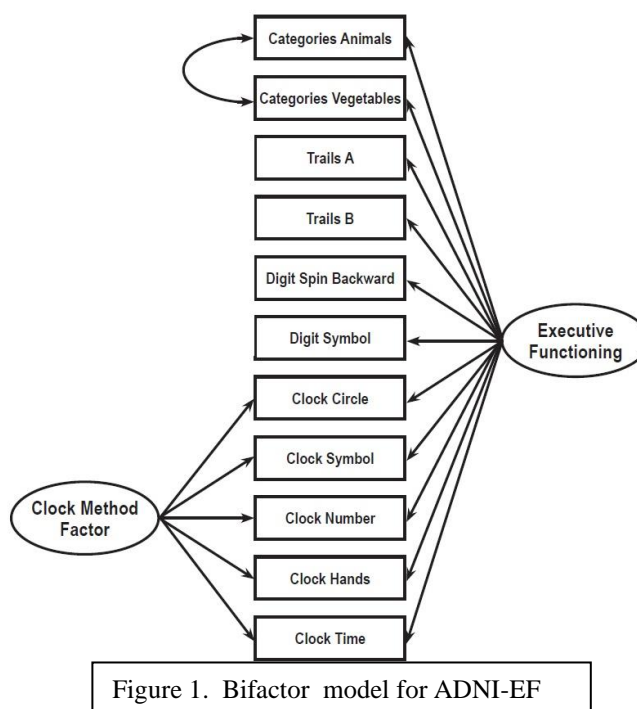 Categories Animals
Categories Vegetables
Trails A
Trails B
Digit Spin Backward
Digit Symbol
Executive
Functioning
Clock Circle
Clock Symbol
Clock Method
Factor
Clock Number
Clock Hands
Clock Time
Figure 1. Bifactor model for ADNI-EF